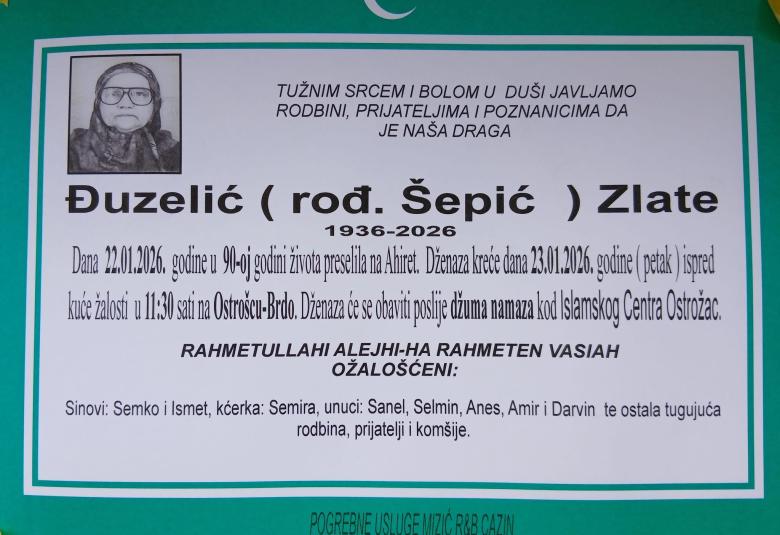 TUŽNIM SRCEM I BOLOM U DUŠI JAVLJAMO
RODBINI, PRIJATELJIMA I POZNANICIMA DA
JE NAŠA DRAGA
Đuzelić ( rođ. Šepić ) Zlate
1936-2026
Dana 22.01.2026. godine u 90-oj godini života preselila na Ahiret. Dženaza kreće dana 23.01.2026. godine ( petak ) ispred
kuće žalosti u 11:30 sati na Ostrošcu-Brdo. Dženaza će se obaviti poslije džuma namaza kod Islamskog Centra Ostrožac.
RAHMETULLAHI ALEJHI-HA RAHMETEN VASIAH
OŽALOŠĆENI:
Sinovi: Semko i Ismet, kćerka: Semira, unuci: Sanel, Selmin, Anes, Amir i Darvin te ostala tugujuća
rodbina, prijatelji i komšije.
POGREBNE USLUGE MIZIĆ R&B CAZIN